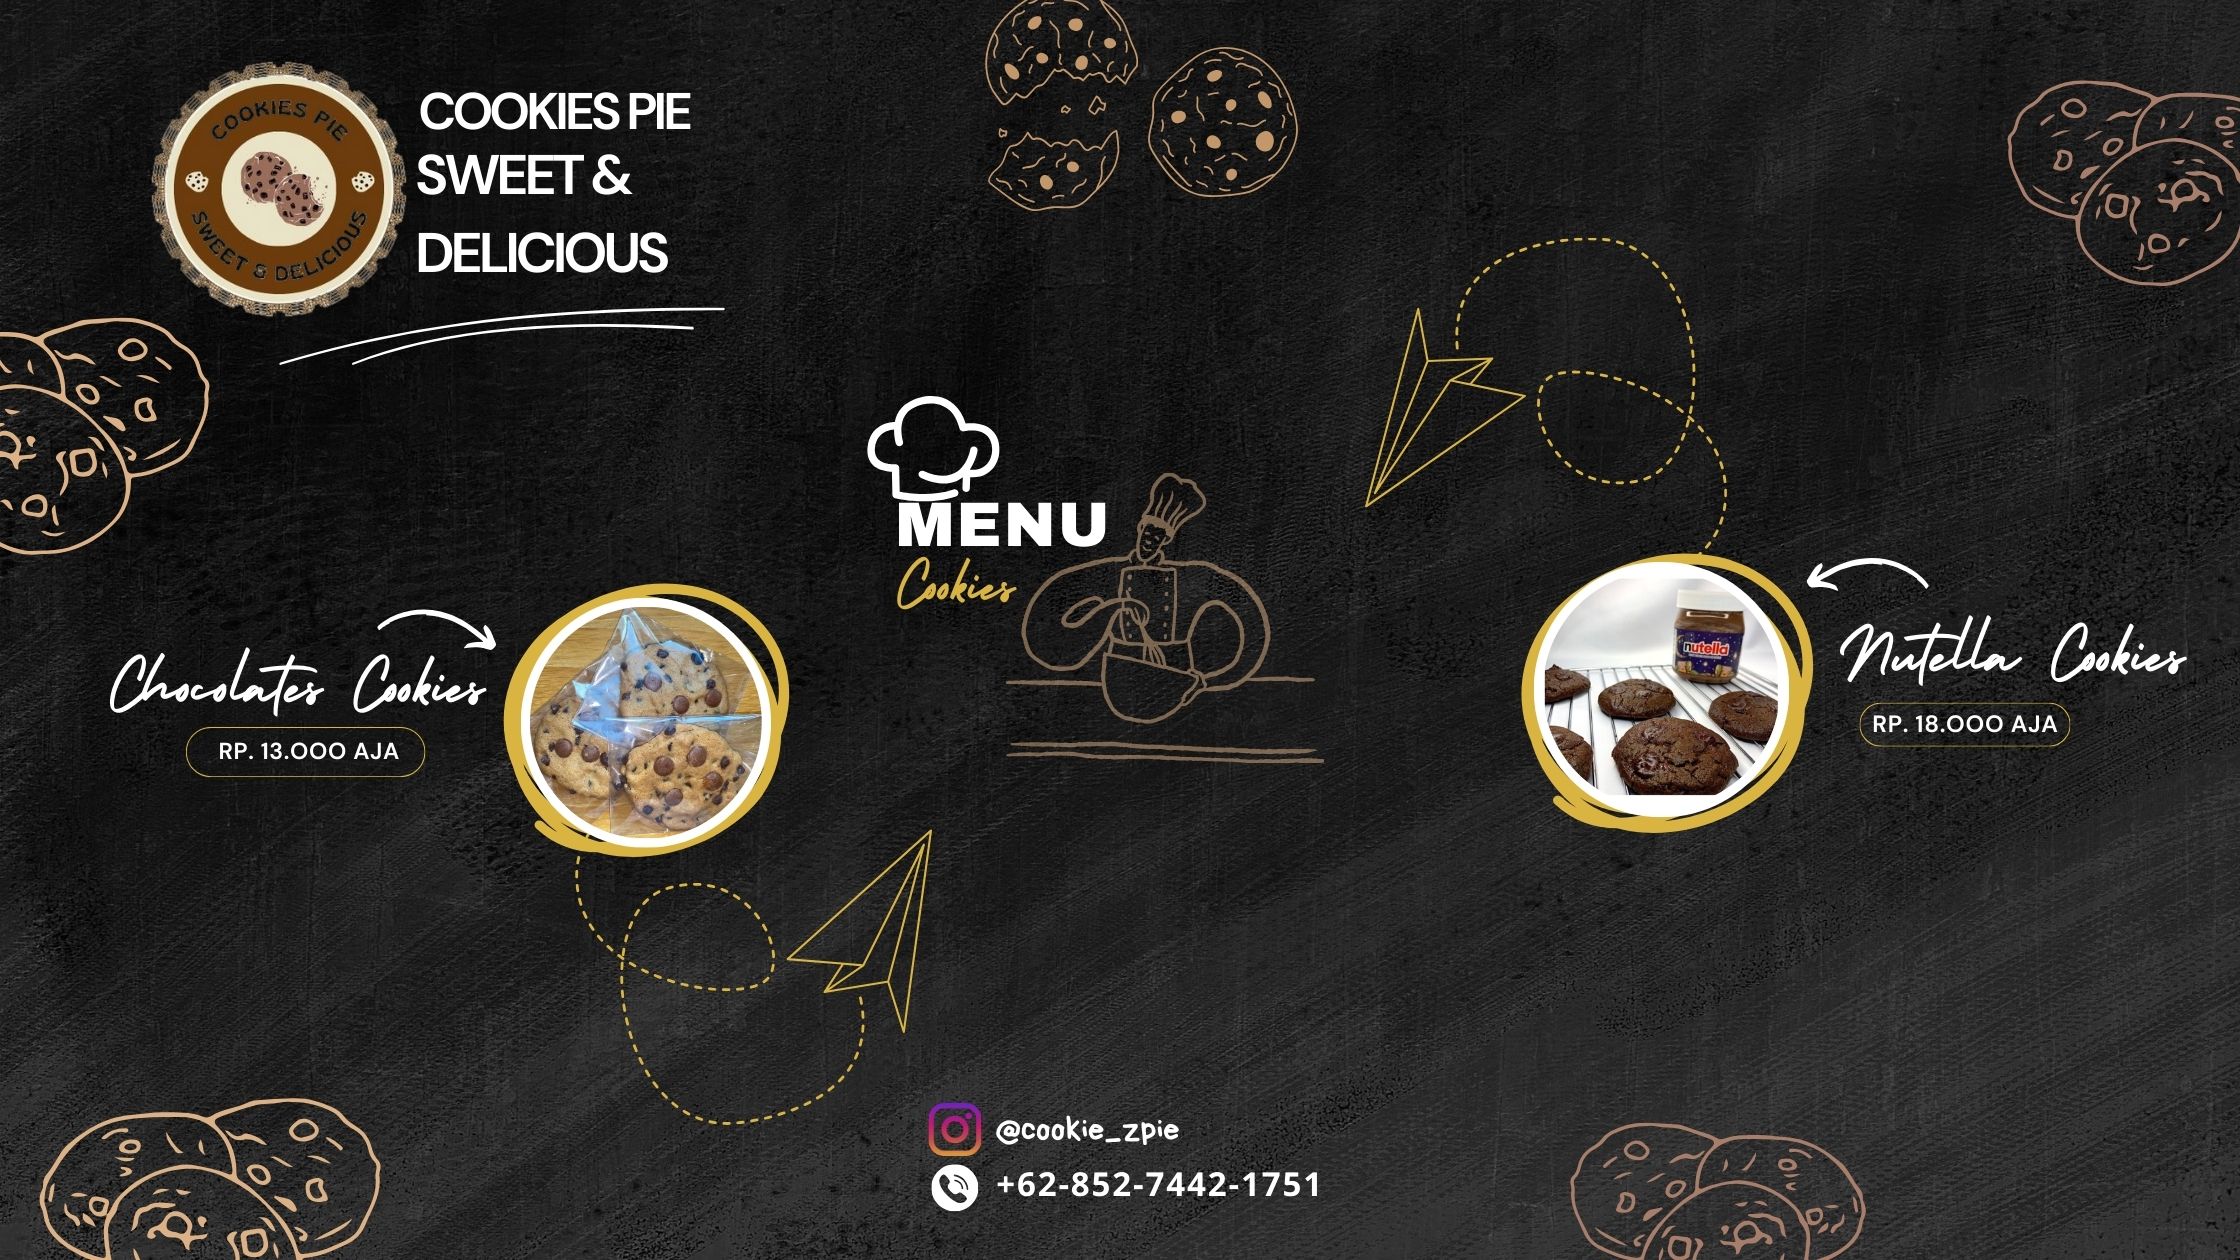 COOKIES PIE
SWEET & DELICIOUS
COOKIES PIE
SWEET &
DELICIOUS
MENU
Cookies
Chocolates Cookies
RP. 13.000 AJA
nutella
Nutella Cookies
RP. 18.000 AJA
@cookie_zpie
+62-852-7442-1751